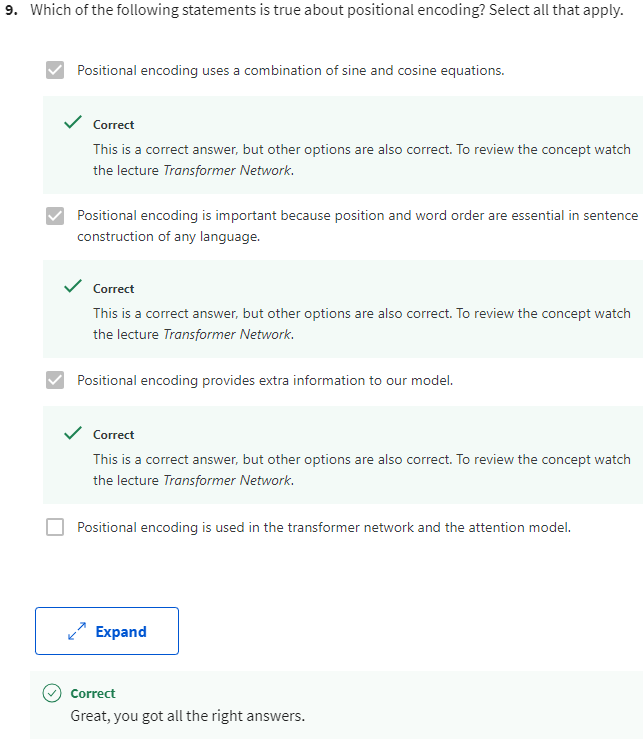 9. Which of the following statements is true about positional encoding? Select all that apply.
Positional encoding uses a combination of sine and cosine equations.
Correct
This is a correct answer, but other options are also correct. To review the concept watch
the lecture Transformer Network.
Positional encoding is important because position and word order are essential in sentence
construction of any language.
Correct
This is a correct answer, but other options are also correct. To review the concept watch
the lecture Transformer Network.
Positional encoding provides extra information to our model.
Correct
This is a correct answer, but other options are also correct. To review the concept watch
the lecture Transformer Network.
Positional encoding is used in the transformer network and the attention model.
Expand
Correct
Great, you got all the right answers.